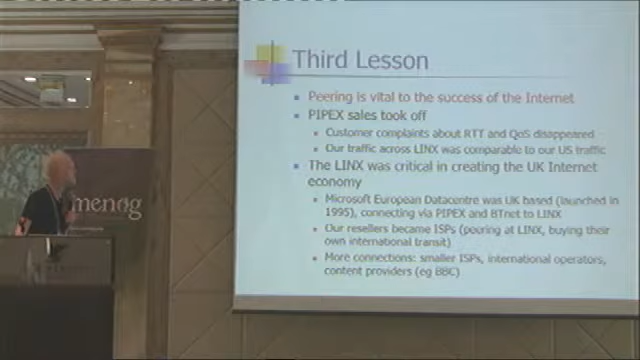 Third Lesson
Peering is vital to the success of the Internet
PIPEX sales took off
Customer complaints about RTT and QoS disappeared
Our traffic across LINX was comparable to our US traffic
The LINX was critical in creating the UK Internet
economy
Microsoft European Datacentre was UK based (launched in
1995), connecting via PIPEX and BTnet to LINX
Our resellers became ISPs (peering at LINX, buying their
own international transit)
More connections: smaller ISPs, international operators,
content providers (eg BBC)
menog